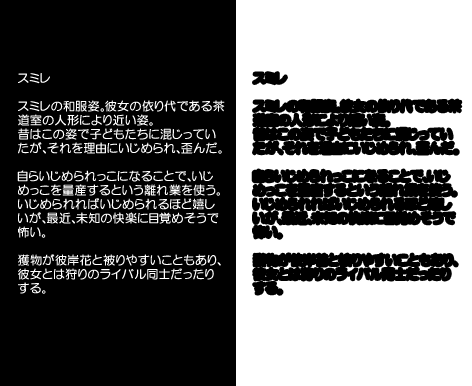 スミレ
スミレの和服姿。彼女の依り代である茶
道室の人形により近い姿。
昔はこの姿で子どもたちに混じってい
たが、それを理由にいじめられ、歪んだ。
自らいじめられっこになることで、いじ
めっこを量産するという離れ業を使う。
いじめられればいじめられるほど嬉し
いが、最近、未知の快楽に目覚めそうで
怖い。
獲物が彼岸花と被りやすいこともあり、
彼女とは狩りのライバル同士だったり
する。
スミレ
スミレの和服姿。彼女の依り代である茶
道室の人形により近い姿。
昔はこの姿で子どもたちに混じってい
たが、それを理由にいじめられ、歪んだ。
自らいじめられっこになることで、いじ
めっこを量産するという離れ業を使う。
いじめられればいじめられるほど嬉し
いが、最近、未知の快楽に目覚めそうで
怖い。
獲物が彼岸花と被りやすいこともあり、
彼女とは狩りのライバル同士だったり
する。